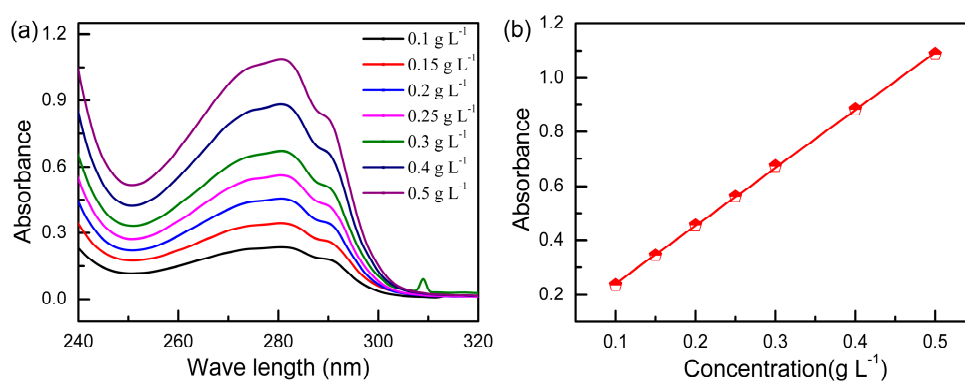 (a)
1.2
0.9
0.6
0.3
0.0
Absorbance
240 260 280 300 320
Wave length (nm)
0.1 g L⁻¹
0.15 g L⁻¹
0.2 g L⁻¹
0.25 g L⁻¹
0.3 g L⁻¹
0.4 g L⁻¹
0.5 g L⁻¹
(b)
1.2
1.0
0.8
0.6
0.4
0.2
Absorbance
0.1 0.2 0.3 0.4 0.5
Concentration(g L⁻¹)